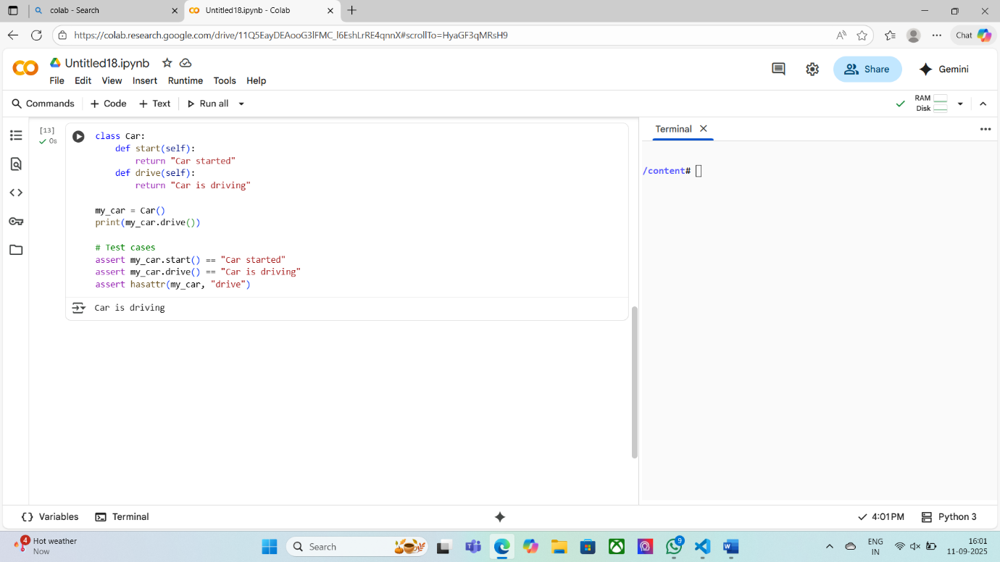 colab - Search
Untitled18.ipynb - Colab
https://colab.research.google.com/drive/11Q5EayDEAooG3lFMC_l6EshLrRE4qnnX#scrollTo=HyaGF3qMRsH9
Chat
Untitled18.ipynb
File Edit View Insert Runtime Tools Help
Share
Gemini
Commands + Code + Text Run all
RAM
Disk
[13]
0s
class Car:
    def start(self):
        return "Car started"
    def drive(self):
        return "Car is driving"
my_car = Car()
print(my_car.drive())
# Test cases
assert my_car.start() == "Car started"
assert my_car.drive() == "Car is driving"
assert hasattr(my_car, "drive")
Car is driving
Terminal
/content#
Variables Terminal
4:01 PM Python 3
4
Hot weather
Now
Search
9
ENG
IN
16:01
11-09-2025